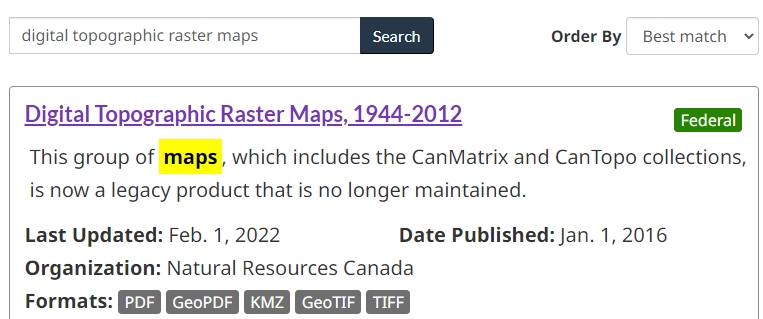 digital topographic raster maps Search Order By Best match
Digital Topographic Raster Maps, 1944-2012 Federal
This group of maps, which includes the CanMatrix and CanTopo collections,
is now a legacy product that is no longer maintained.
Last Updated: Feb. 1, 2022 Date Published: Jan. 1, 2016
Organization: Natural Resources Canada
Formats: PDF GeoPDF KMZ GeoTIF TIFF